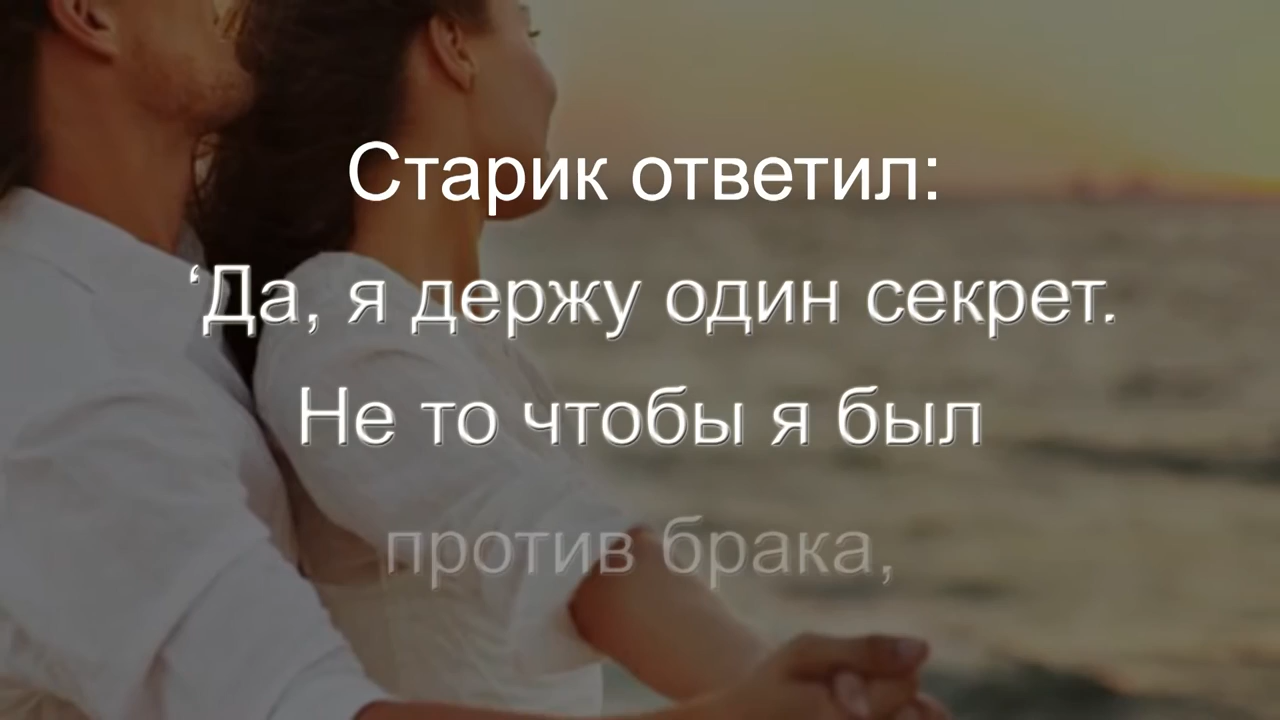 Старик ответил:
‘Да, я держу один секрет.
Не то чтобы я был
против брака,